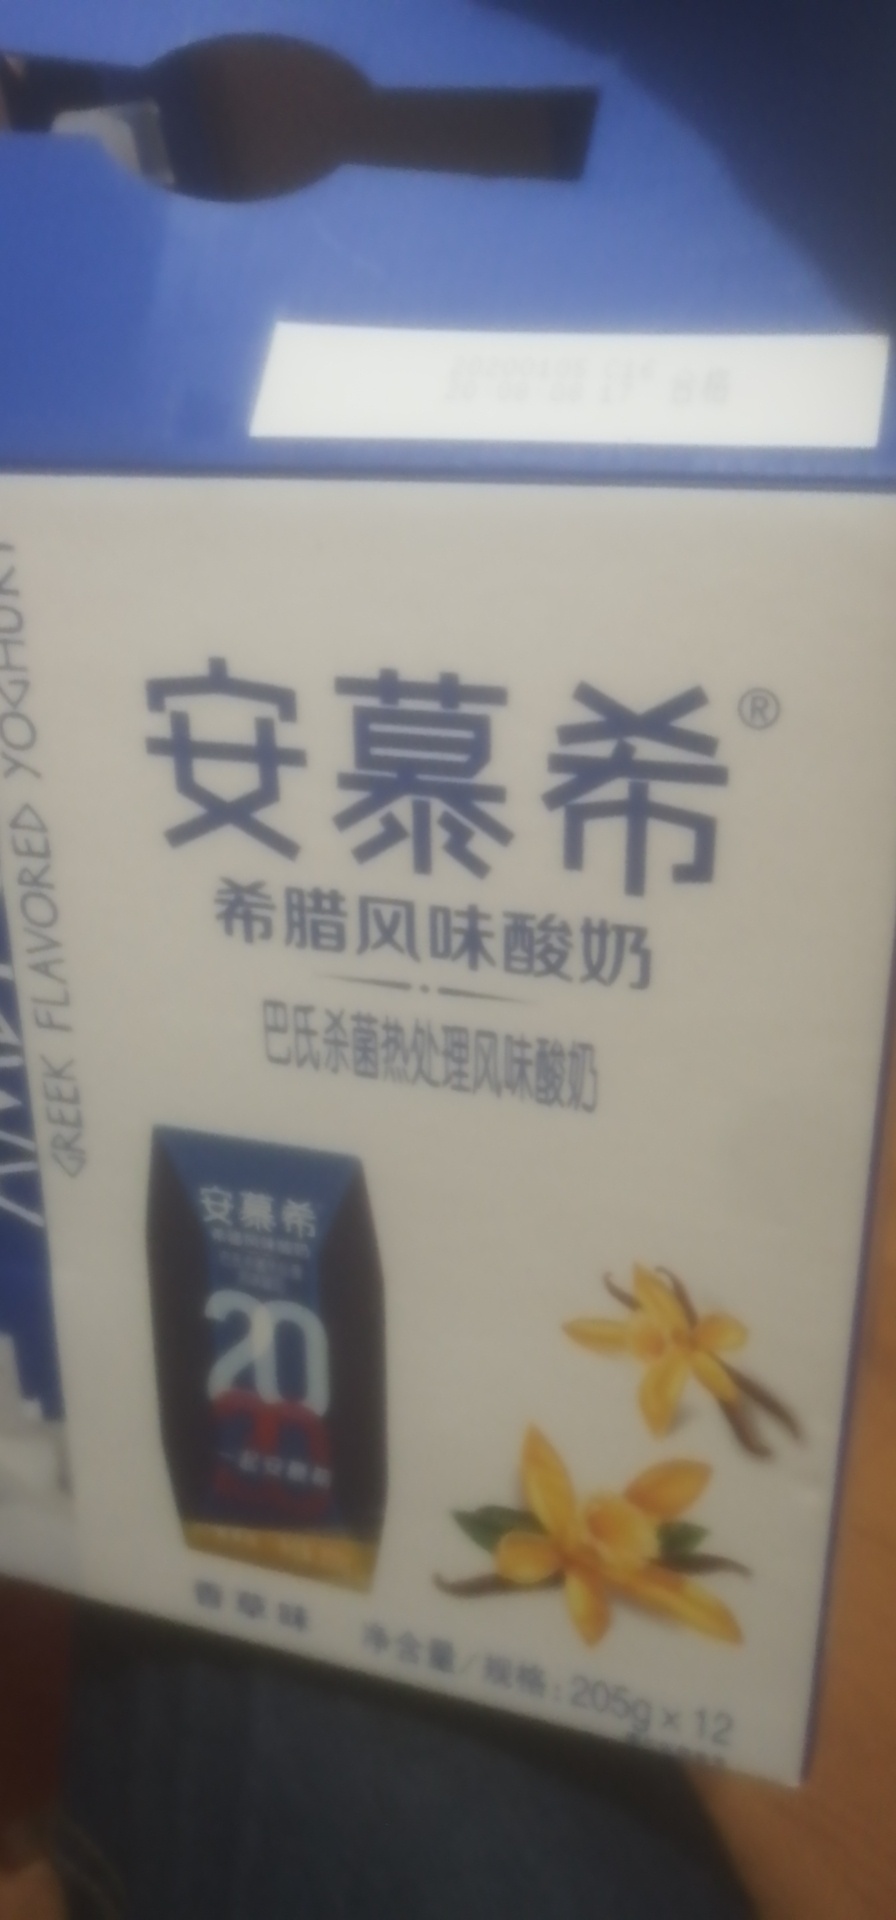 安慕希®
希腊风味酸奶
巴氏杀菌热处理风味酸奶
GREEK FLAVORED YOGHURT
安慕希
20
香草味
净含量/规格:205g×12